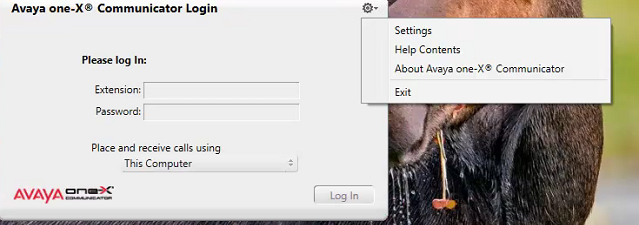 Avaya one-X® Communicator Login
Settings
Help Contents
About Avaya one-X® Communicator
Exit
Please log In:
Extension:
Password:
Place and receive calls using
This Computer
AVAYA one-X®
COMMUNICATOR
Log In